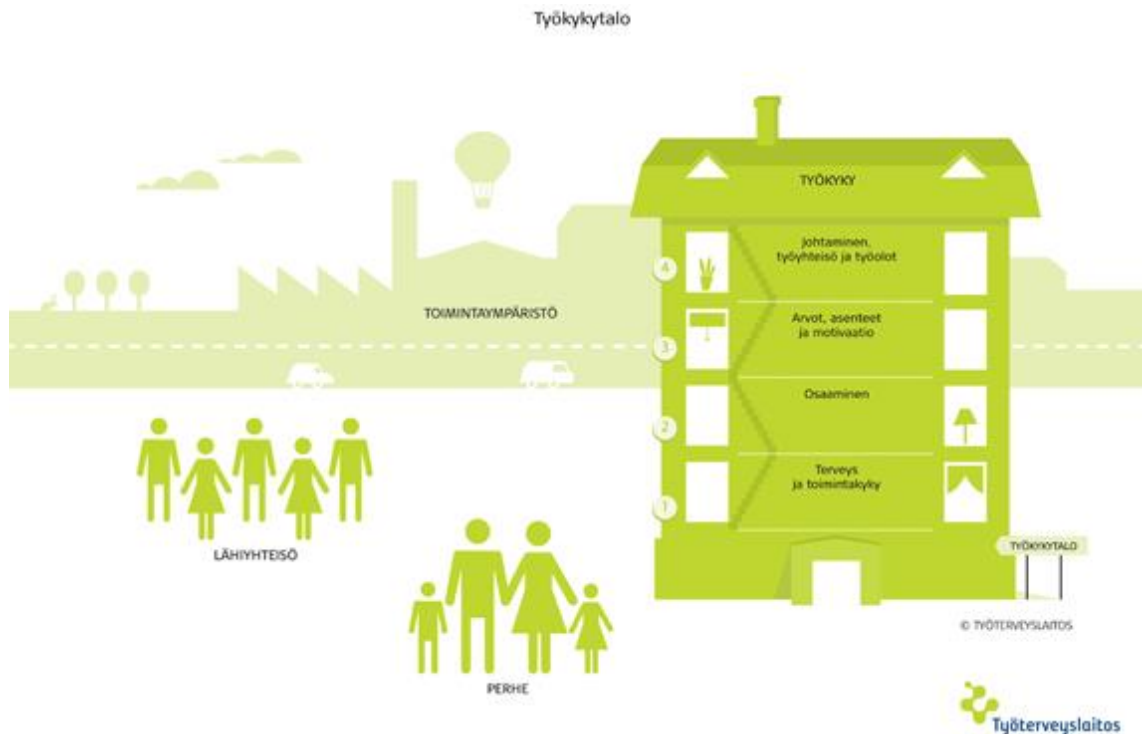 Työkykytalo
TYÖKYKY
Johtaminen,
työyhteisö ja työolot
4
TOIMINTAYMPÄRISTÖ
Arvot, asenteet
ja motivaatio
3
Osaaminen
2
Terveys
ja toimintakyky
1
LÄHIYHTEISÖ
TYÖKYKYTALO
© TYÖTERVEYSLAITOS
PERHE
Työterveyslaitos